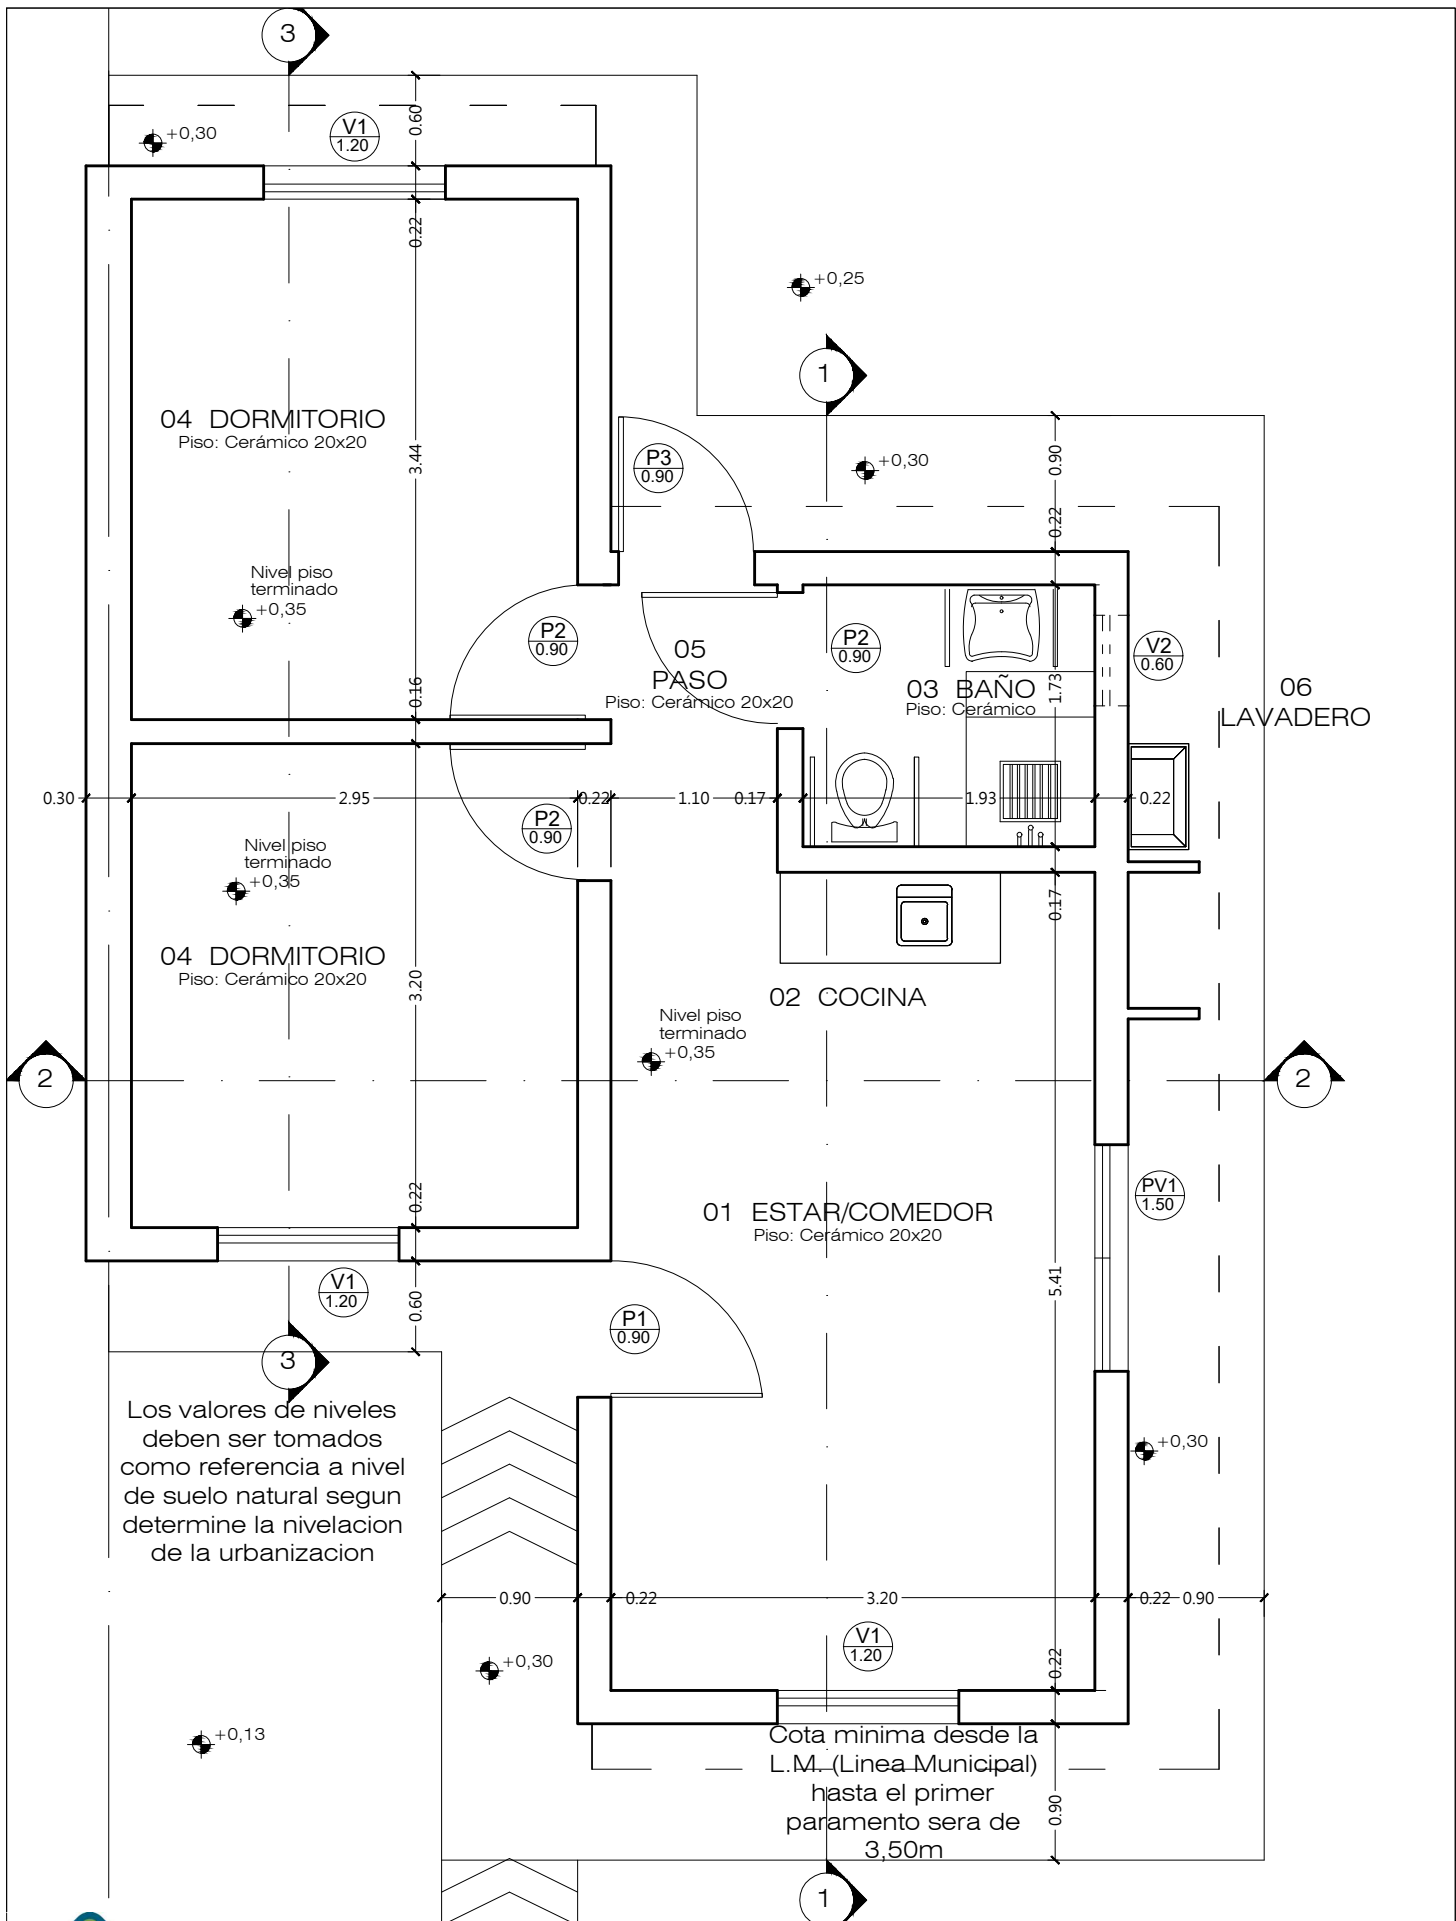 3
0.60
+0,30
V1
1.20
0.22
+0,25
1
04 DORMITORIO
Piso: Cerámico 20x20
3.44
P3
0.90
+0,30
0.90
0.22
Nivel piso
terminado
+0,35
P2
0.90
05
PASO
Piso: Cerámico 20x20
P2
0.90
03 BAÑO
Piso: Cerámico
1.73
V2
0.60
06
LAVADERO
0.16
0.30
2.95
0.22
1.10
0.17
1.93
0.22
P2
0.90
Nivel piso
terminado
+0,35
0.17
04 DORMITORIO
Piso: Cerámico 20x20
3.20
02 COCINA
Nivel piso
terminado
+0,35
2
2
PV1
1.50
0.22
01 ESTAR/COMEDOR
Piso: Cerámico 20x20
5.41
V1
1.20
0.60
P1
0.90
3
Los valores de niveles
deben ser tomados
como referencia a nivel
de suelo natural segun
determine la nivelacion
de la urbanizacion
+0,30
0.90
0.22
3.20
0.22
0.90
V1
1.20
0.22
+0,30
+0,13
Cota minima desde la
L.M. (Linea Municipal)
hasta el primer
paramento sera de
3,50m
0.90
1